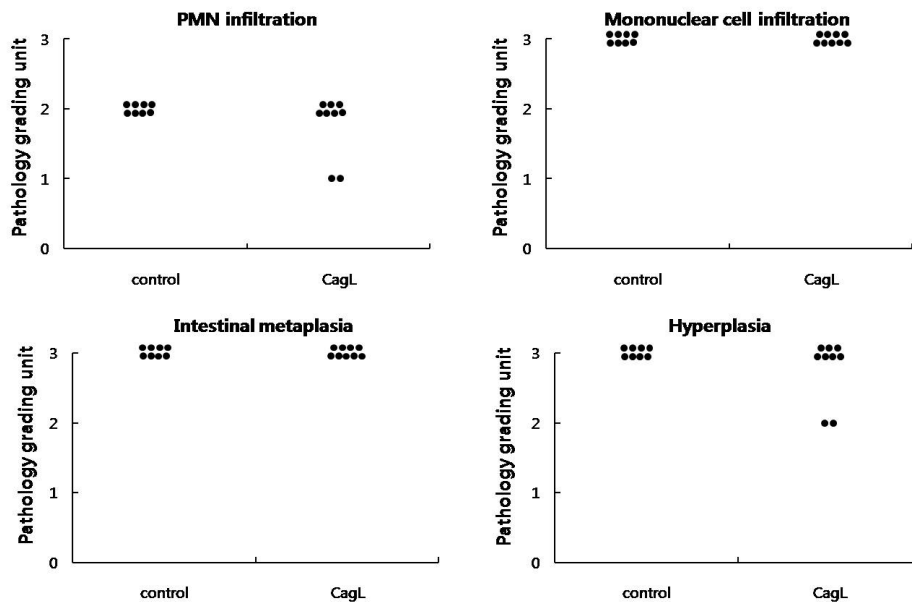 PMN infiltration
Pathology grading unit
3
2
1
0
control
CagL
Mononuclear cell infiltration
Pathology grading unit
3
2
1
0
control
CagL
Intestinal metaplasia
Pathology grading unit
3
2
1
0
control
CagL
Hyperplasia
Pathology grading unit
3
2
1
0
control
CagL